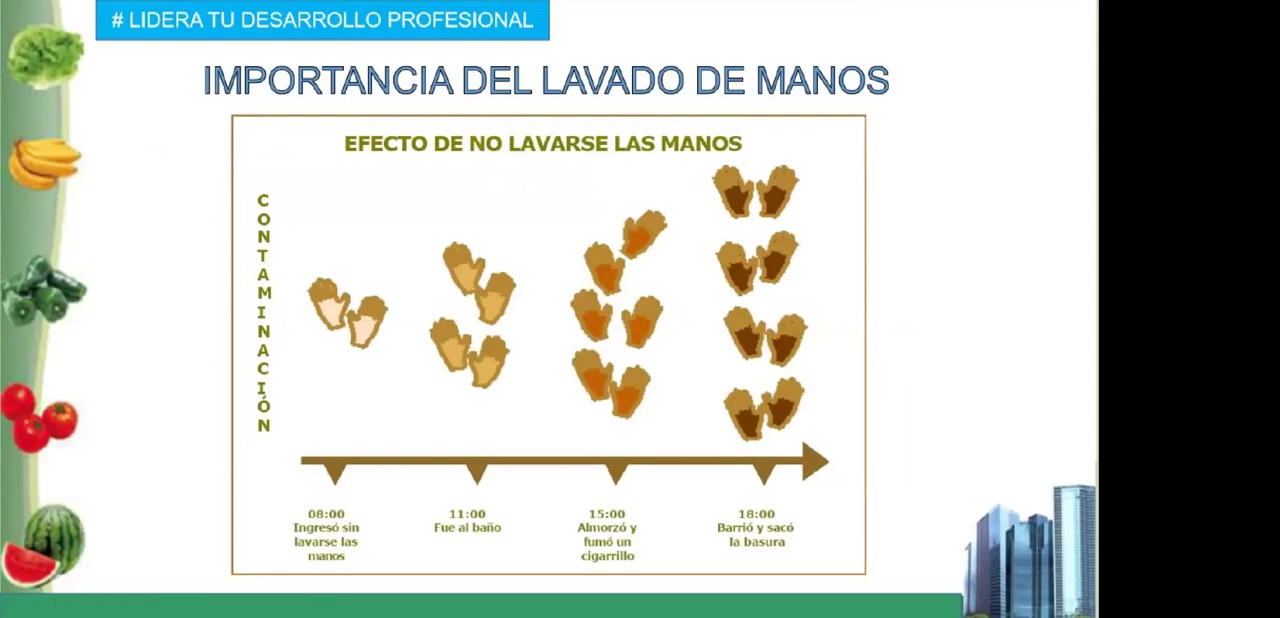 # LIDERA TU DESARROLLO PROFESIONAL
IMPORTANCIA DEL LAVADO DE MANOS
EFECTO DE NO LAVARSE LAS MANOS
CONTAMINACIÓN
08:00
Ingresó sin
lavarse las
manos
11:00
Fue al baño
15:00
Almorzó y
fumó un
cigarrillo
18:00
Barrió y sacó
la basura